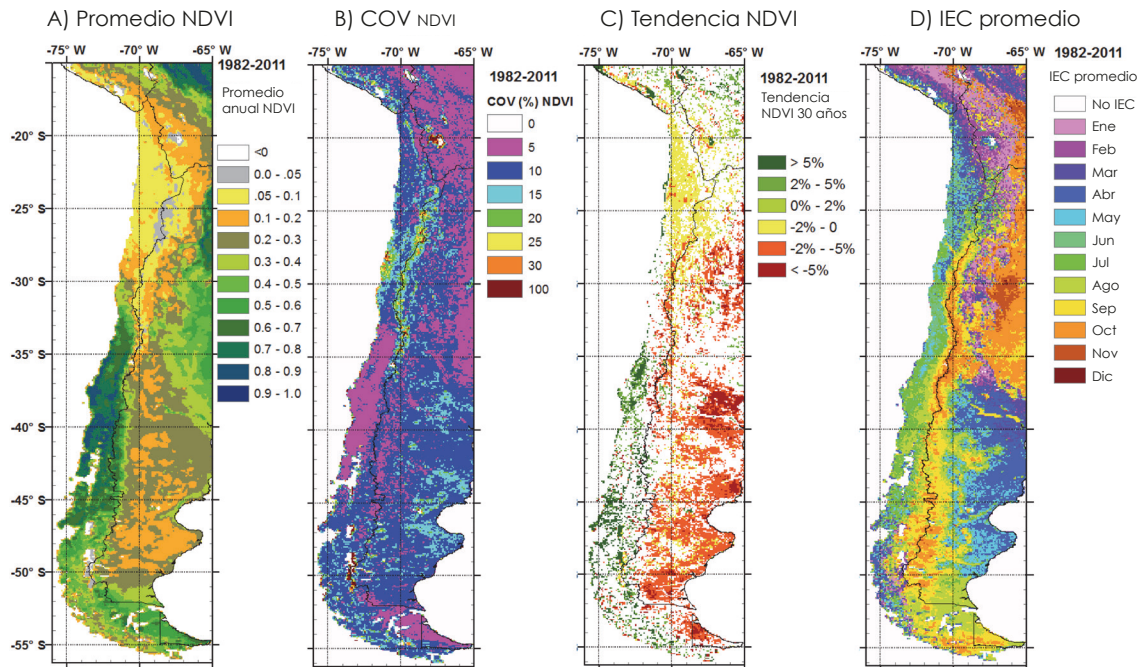 A) Promedio NDVI
-75° W -70° W -65° W
1982-2011
Promedio
anual NDVI
<0
0.0 - .05
.05 - 0.1
0.1 - 0.2
0.2 - 0.3
0.3 - 0.4
0.4 - 0.5
0.5 - 0.6
0.6 - 0.7
0.7 - 0.8
0.8 - 0.9
0.9 - 1.0
-20° S
-25° S
-30° S
-35° S
-40° S
-45° S
-50° S
-55° S
B) COV NDVI
-75° W -70° W -65° W
1982-2011
COV (%) NDVI
0
5
10
15
20
25
30
100
C) Tendencia NDVI
-75° W -70° W -65° W
1982-2011
Tendencia
NDVI 30 años
> 5%
2% - 5%
0% - 2%
-2% - 0
-2% - -5%
< -5%
D) IEC promedio
-75° W -70° W -65° W
1982-2011
IEC promedio
No IEC
Ene
Feb
Mar
Abr
May
Jun
Jul
Ago
Sep
Oct
Nov
Dic